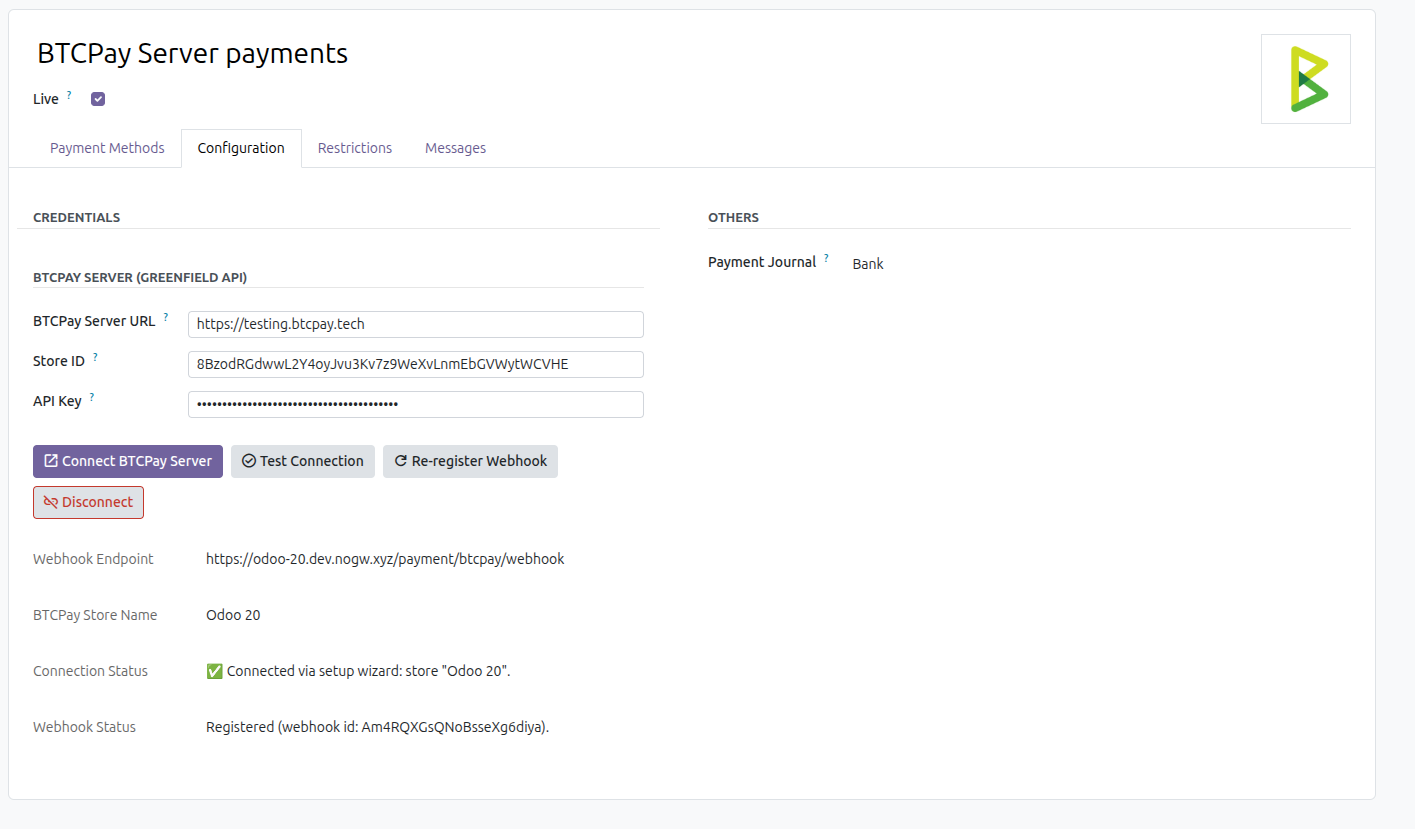 BTCPay Server payments
Live ?
Payment Methods Configuration Restrictions Messages
CREDENTIALS
BTCPAY SERVER (GREENFIELD API)
BTCPay Server URL ? https://testing.btcpay.tech
Store ID ? 8BzodRGdwwL2Y4oyJvu3Kv7z9WeXvLnmEbGVWytWCVHE
API Key ? ••••••••••••••••••••••••••••••••••••••••
Connect BTCPay Server Test Connection Re-register Webhook
Disconnect
Webhook Endpoint https://odoo-20.dev.nogw.xyz/payment/btcpay/webhook
BTCPay Store Name Odoo 20
Connection Status ✅ Connected via setup wizard: store "Odoo 20".
Webhook Status Registered (webhook id: Am4RQXGsQNoBsseXg6diya).
OTHERS
Payment Journal ? Bank